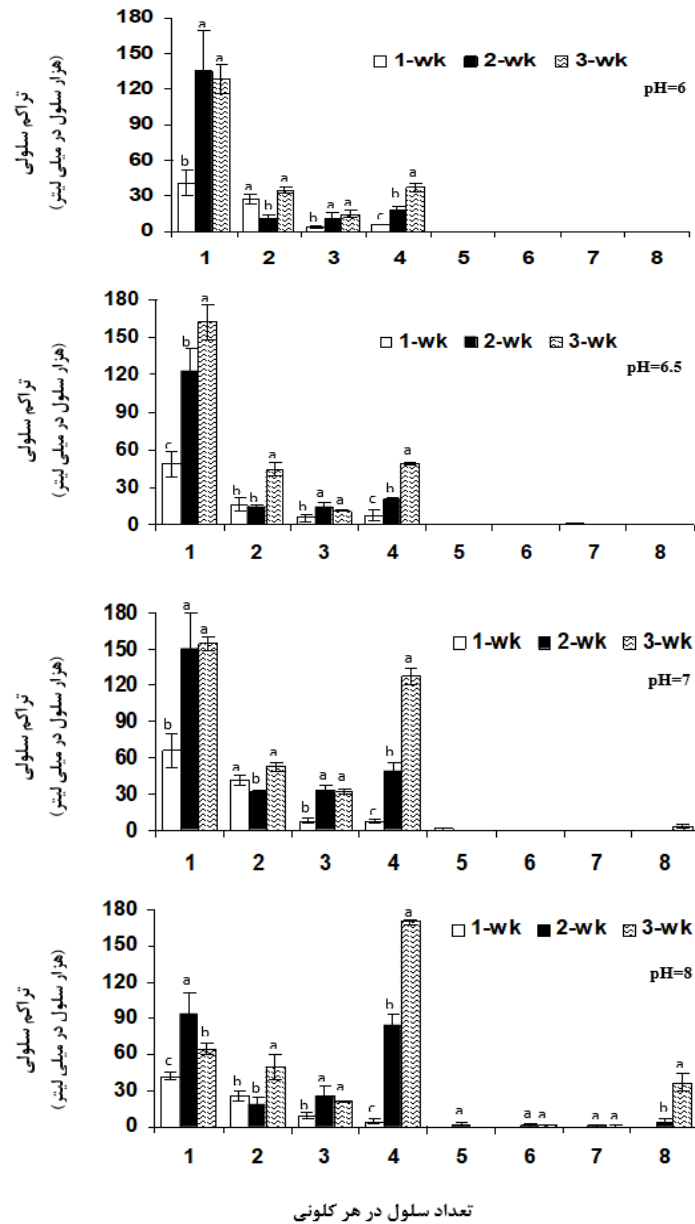 تراکم سلولی
(هزار سلول در میلی لیتر)
180
150
120
90
60
30
0
1-wk 2-wk 3-wk
pH=6
b a a
a b a
b a a
c b a
1 2 3 4 5 6 7 8
تراکم سلولی
(هزار سلول در میلی لیتر)
180
150
120
90
60
30
0
1-wk 2-wk 3-wk
pH=6.5
c b a
b b a
b a a
c b a
1 2 3 4 5 6 7 8
تراکم سلولی
(هزار سلول در میلی لیتر)
180
150
120
90
60
30
0
1-wk 2-wk 3-wk
pH=7
b a a
a b a
b a a
c b a
1 2 3 4 5 6 7 8
تراکم سلولی
(هزار سلول در میلی لیتر)
180
150
120
90
60
30
0
1-wk 2-wk 3-wk
pH=8
c a b
b b a
b a a
c b a
a
a a
a a
b a
1 2 3 4 5 6 7 8
تعداد سلول در هر کلونی